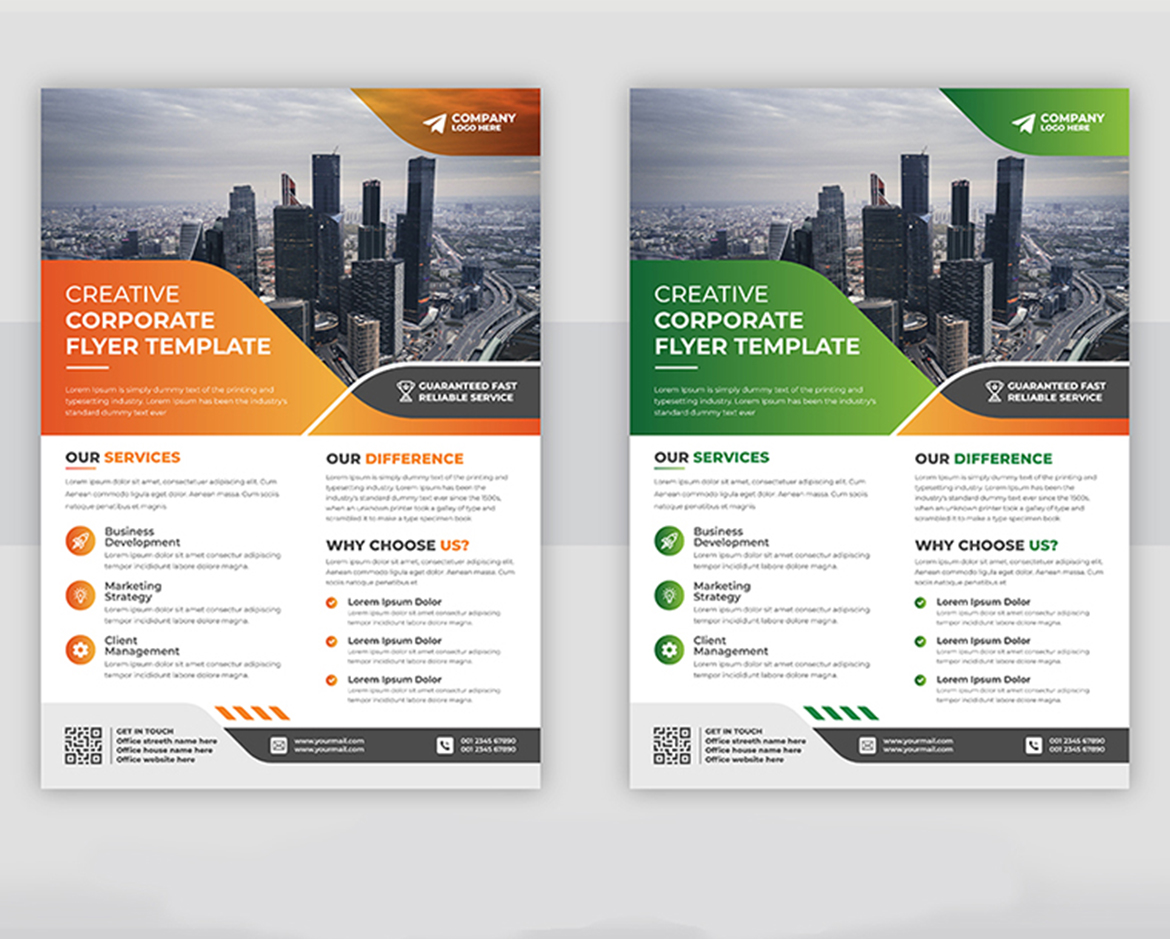 COMPANY
LOGO HERE
CREATIVE
CORPORATE
FLYER TEMPLATE
Lorem Ipsum is simply dummy text of the printing and
typesetting industry. Lorem Ipsum has been the industry's
standard dummy text ever
GUARANTEED FAST
RELIABLE SERVICE
OUR SERVICES
Lorem ipsum dolor sit amet, consectetuer adipiscing elit. Cum
Aenean commodo ligula eget dolor. Aenean massa. Cum sociis
natoque penatibus et magnis
Business
Development
Lorem ipsum dolor sit amet consectur adipiscing
tempor incididunt labore dolore magna.
Marketing
Strategy
Lorem ipsum dolor sit amet consectur adipiscing
tempor incididunt labore dolore magna.
Client
Management
Lorem ipsum dolor sit amet consectur adipiscing
tempor incididunt labore dolore magna.
OUR DIFFERENCE
Lorem Ipsum is simply dummy text of the printing and
typesetting industry. Lorem Ipsum has been the
industry's standard dummy text ever since the 1500s,
when an unknown printer took a galley of type and
scrambled it to make a type specimen book
WHY CHOOSE US?
Lorem ipsum dolor sit amet, consectetuer adipiscing elit.
Aenean commodo ligula eget dolor. Aenean massa. Cum
sociis natoque penatibus et
Lorem Ipsum Dolor
Lorem ipsum dolor sit amet consectur adipiscing
tempor incididunt labore dolore magna.
Lorem Ipsum Dolor
Lorem ipsum dolor sit amet consectur adipiscing
tempor incididunt labore dolore magna.
Lorem Ipsum Dolor
Lorem ipsum dolor sit amet consectur adipiscing
tempor incididunt labore dolore magna.
GET IN TOUCH
Office streeth name here
Office house name here
Office website here
www.yourmail.com
www.yourmail.com
001 2345 67890
001 2345 67890
COMPANY
LOGO HERE
CREATIVE
CORPORATE
FLYER TEMPLATE
Lorem Ipsum is simply dummy text of the printing and
typesetting industry. Lorem Ipsum has been the industry's
standard dummy text ever
GUARANTEED FAST
RELIABLE SERVICE
OUR SERVICES
Lorem ipsum dolor sit amet, consectetuer adipiscing elit. Cum
Aenean commodo ligula eget dolor. Aenean massa. Cum sociis
natoque penatibus et magnis
Business
Development
Lorem ipsum dolor sit amet consectur adipiscing
tempor incididunt labore dolore magna.
Marketing
Strategy
Lorem ipsum dolor sit amet consectur adipiscing
tempor incididunt labore dolore magna.
Client
Management
Lorem ipsum dolor sit amet consectur adipiscing
tempor incididunt labore dolore magna.
OUR DIFFERENCE
Lorem Ipsum is simply dummy text of the printing and
typesetting industry. Lorem Ipsum has been the
industry's standard dummy text ever since the 1500s,
when an unknown printer took a galley of type and
scrambled it to make a type specimen book
WHY CHOOSE US?
Lorem ipsum dolor sit amet, consectetuer adipiscing elit.
Aenean commodo ligula eget dolor. Aenean massa. Cum
sociis natoque penatibus et
Lorem Ipsum Dolor
Lorem ipsum dolor sit amet consectur adipiscing
tempor incididunt labore dolore magna.
Lorem Ipsum Dolor
Lorem ipsum dolor sit amet consectur adipiscing
tempor incididunt labore dolore magna.
Lorem Ipsum Dolor
Lorem ipsum dolor sit amet consectur adipiscing
tempor incididunt labore dolore magna.
GET IN TOUCH
Office streeth name here
Office house name here
Office website here
www.yourmail.com
www.yourmail.com
001 2345 67890
001 2345 67890